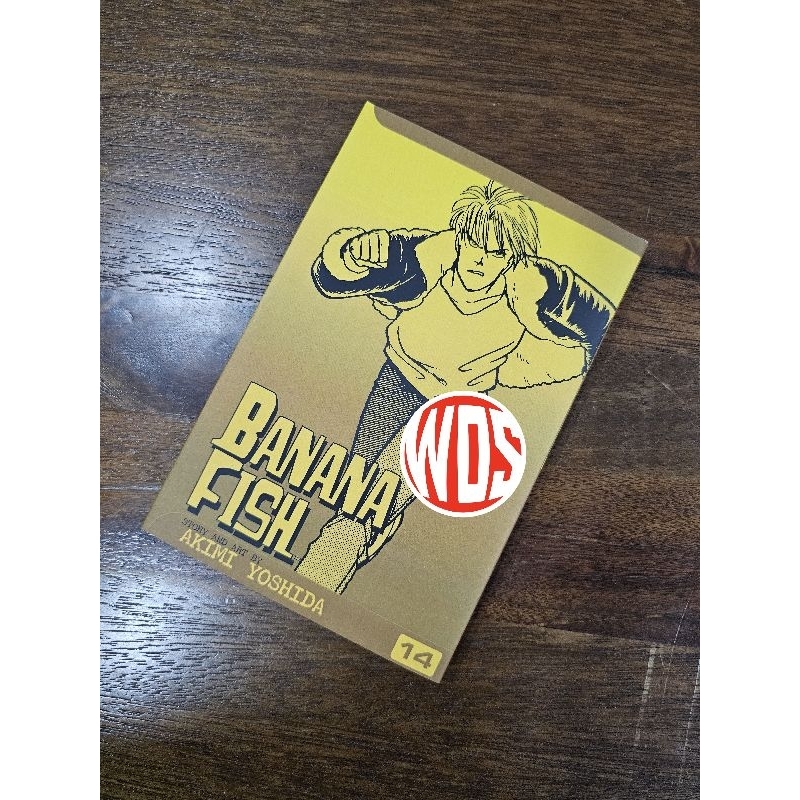 BANANA
FISH
STORY AND ART BY
AKIMI YOSHIDA
WDS
14